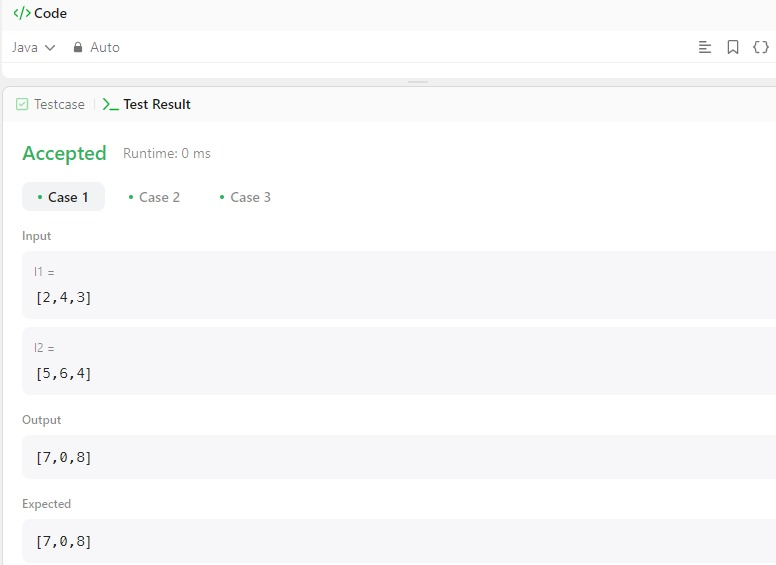 </> Code
Java Auto
Testcase Test Result
Accepted Runtime: 0 ms
Case 1 Case 2 Case 3
Input
l1 =
[2,4,3]
l2 =
[5,6,4]
Output
[7,0,8]
Expected
[7,0,8]